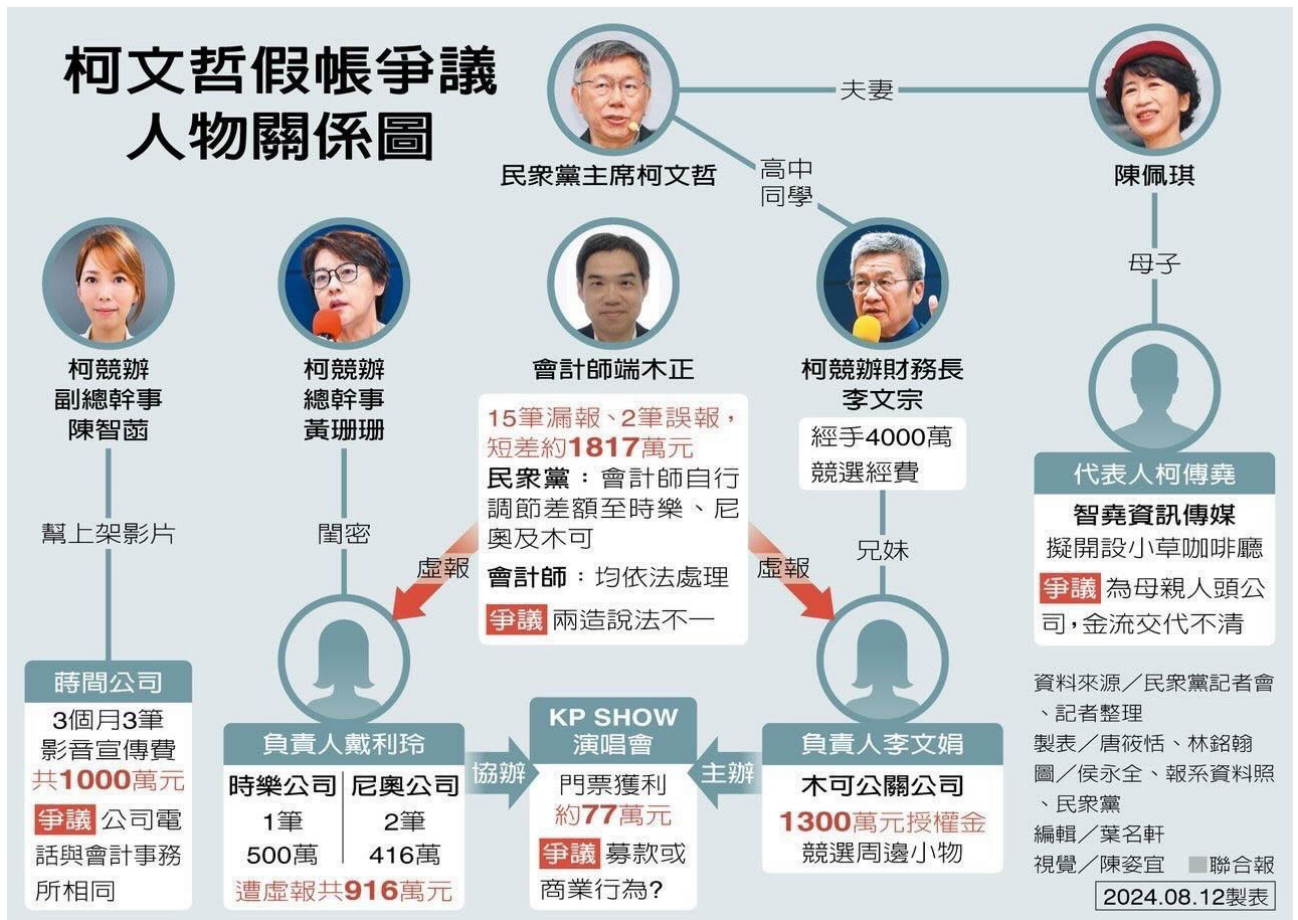 柯文哲假帳爭議
人物關係圖
夫妻
民眾黨主席柯文哲
高中
同學
陳佩琪
母子
柯競辦
副總幹事
陳智菡
柯競辦
總幹事
黃珊珊
會計師端木正
柯競辦財務長
李文宗
15筆漏報、2筆誤報，
短差約1817萬元
民眾黨：會計師自行
調節差額至時樂、尼
奧及木可
會計師：均依法處理
爭議 兩造說法不一
經手4000萬
競選經費
代表人柯傅堯
智堯資訊傳媒
擬開設小草咖啡廳
爭議 為母親人頭公
司，金流交代不清
幫上架影片
閨密
虛報
虛報
兄妹
蒔間公司
3個月3筆
影音宣傳費
共1000萬元
爭議 公司電
話與會計事務
所相同
負責人戴利玲
時樂公司
1筆
500萬
尼奧公司
2筆
416萬
遭虛報共916萬元
協辦
KP SHOW
演唱會
門票獲利
約77萬元
爭議 募款或
商業行為?
主辦
負責人李文娟
木可公關公司
1300萬元授權金
競選周邊小物
資料來源／民眾黨記者會
、記者整理
製表／唐筱恬、林銘翰
圖／侯永全、報系資料照
、民眾黨
編輯／葉名軒
視覺／陳姿宜 ■聯合報
2024.08.12製表